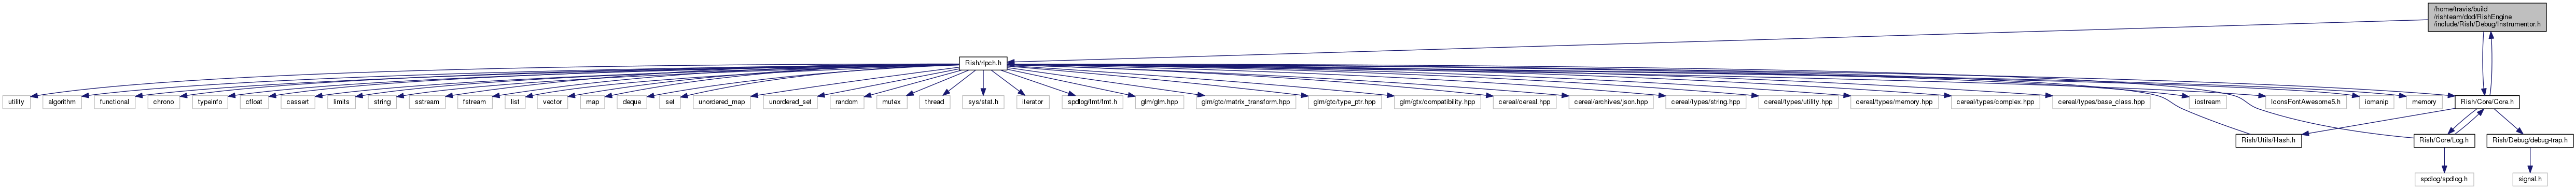 /home/travis/build
/rishteam/dod/RishEngine
/include/Rish/Debug/Instrumentor.h
Rish/rlpch.h
utility
algorithm
functional
chrono
typeinfo
cfloat
cassert
limits
string
sstream
fstream
list
vector
map
deque
set
unordered_map
unordered_set
random
mutex
thread
sys/stat.h
iterator
spdlog/fmt/fmt.h
glm/glm.hpp
glm/gtc/matrix_transform.hpp
glm/gtc/type_ptr.hpp
glm/gtx/compatibility.hpp
cereal/cereal.hpp
cereal/archives/json.hpp
cereal/types/string.hpp
cereal/types/utility.hpp
cereal/types/memory.hpp
cereal/types/complex.hpp
cereal/types/base_class.hpp
iostream
IconsFontAwesome5.h
iomanip
memory
Rish/Core/Core.h
Rish/Utils/Hash.h
Rish/Core/Log.h
Rish/Debug/debug-trap.h
spdlog/spdlog.h
signal.h